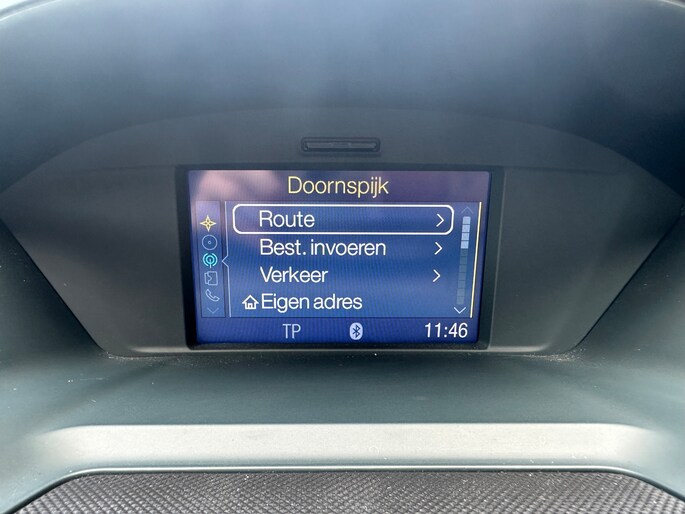 Doornspijk
Route
Best. invoeren
Verkeer
Eigen adres
TP 11:46